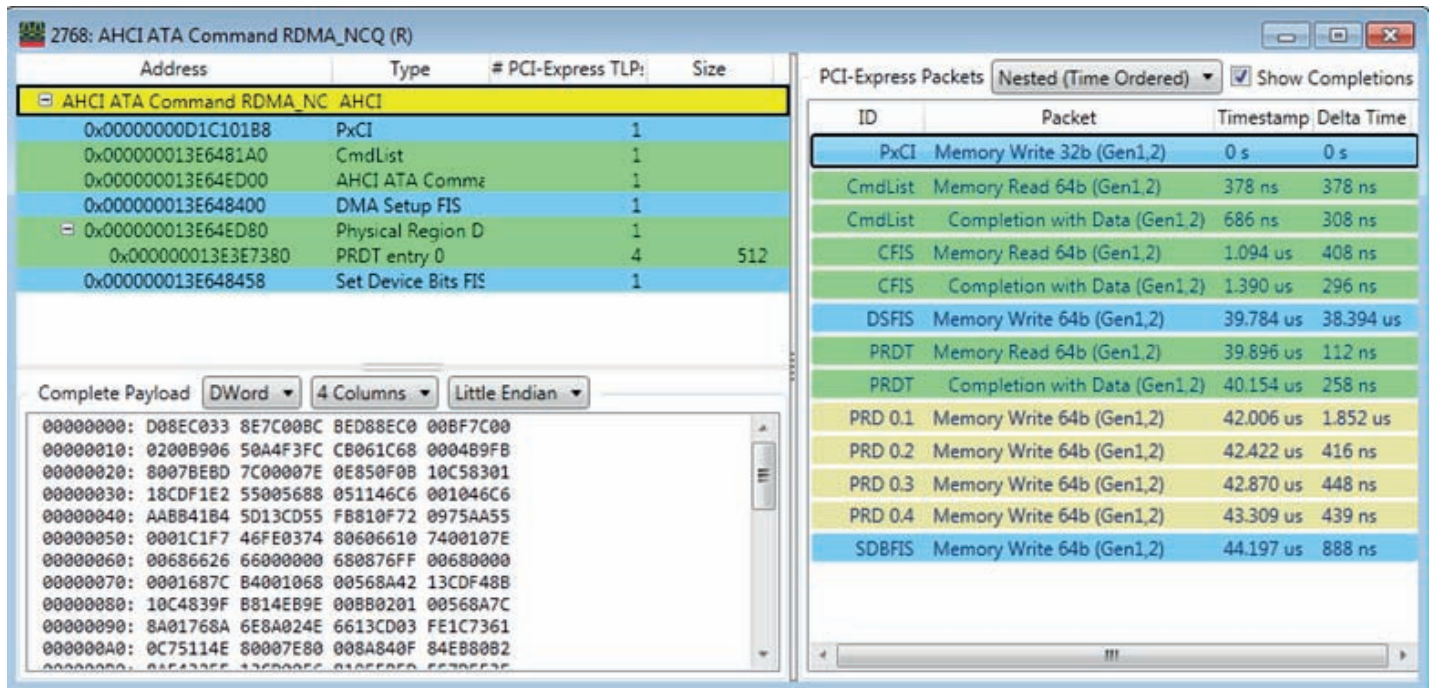 2768: AHCI ATA Command RDMA_NCQ (R)
Address Type # PCI-Express TLP: Size
AHCI ATA Command RDMA_NC AHCI
0x00000000D1C101B8 PxCI 1
0x000000013E6481A0 CmdList 1
0x000000013E64ED00 AHCI ATA Comma 1
0x000000013E648400 DMA Setup FIS 1
0x000000013E64ED80 Physical Region D 1
0x000000013E3E7380 PRDT entry 0 4 512
0x000000013E648458 Set Device Bits FIS 1
Complete Payload DWord 4 Columns Little Endian
00000000: D08EC033 8E7C00BC BED88EC0 00BF7C00
00000010: 0200B906 50A4F3FC CB061C68 0004B9FB
00000020: 8007BEBD 7C00007E 0E850F0B 10C58301
00000030: 18CDF1E2 55005688 051146C6 001046C6
00000040: AABB41B4 5D13CD55 FB810F72 0975AA55
00000050: 0001C1F7 46FE0374 80606610 7400107E
00000060: 00686626 66000000 680876FF 00680000
00000070: 0001687C B4001068 00568A42 13CDF48B
00000080: 10C4839F B814EB9E 00BB0201 00568A7C
00000090: 8A01768A 6E8A024E 6613CD03 FE1C7361
000000A0: 0C75114E 80007E80 008A840F 84EB80B2
PCI-Express Packets Nested (Time Ordered) Show Completions
ID Packet Timestamp Delta Time
PxCI Memory Write 32b (Gen1,2) 0 s 0 s
CmdList Memory Read 64b (Gen1,2) 378 ns 378 ns
CmdList Completion with Data (Gen1,2) 686 ns 308 ns
CFIS Memory Read 64b (Gen1,2) 1.094 us 408 ns
CFIS Completion with Data (Gen1,2) 1.390 us 296 ns
DSFIS Memory Write 64b (Gen1,2) 39.784 us 38.394 us
PRDT Memory Read 64b (Gen1,2) 39.896 us 112 ns
PRDT Completion with Data (Gen1,2) 40.154 us 258 ns
PRD 0.1 Memory Write 64b (Gen1,2) 42.006 us 1.852 us
PRD 0.2 Memory Write 64b (Gen1,2) 42.422 us 416 ns
PRD 0.3 Memory Write 64b (Gen1,2) 42.870 us 448 ns
PRD 0.4 Memory Write 64b (Gen1,2) 43.309 us 439 ns
SDBFIS Memory Write 64b (Gen1,2) 44.197 us 888 ns